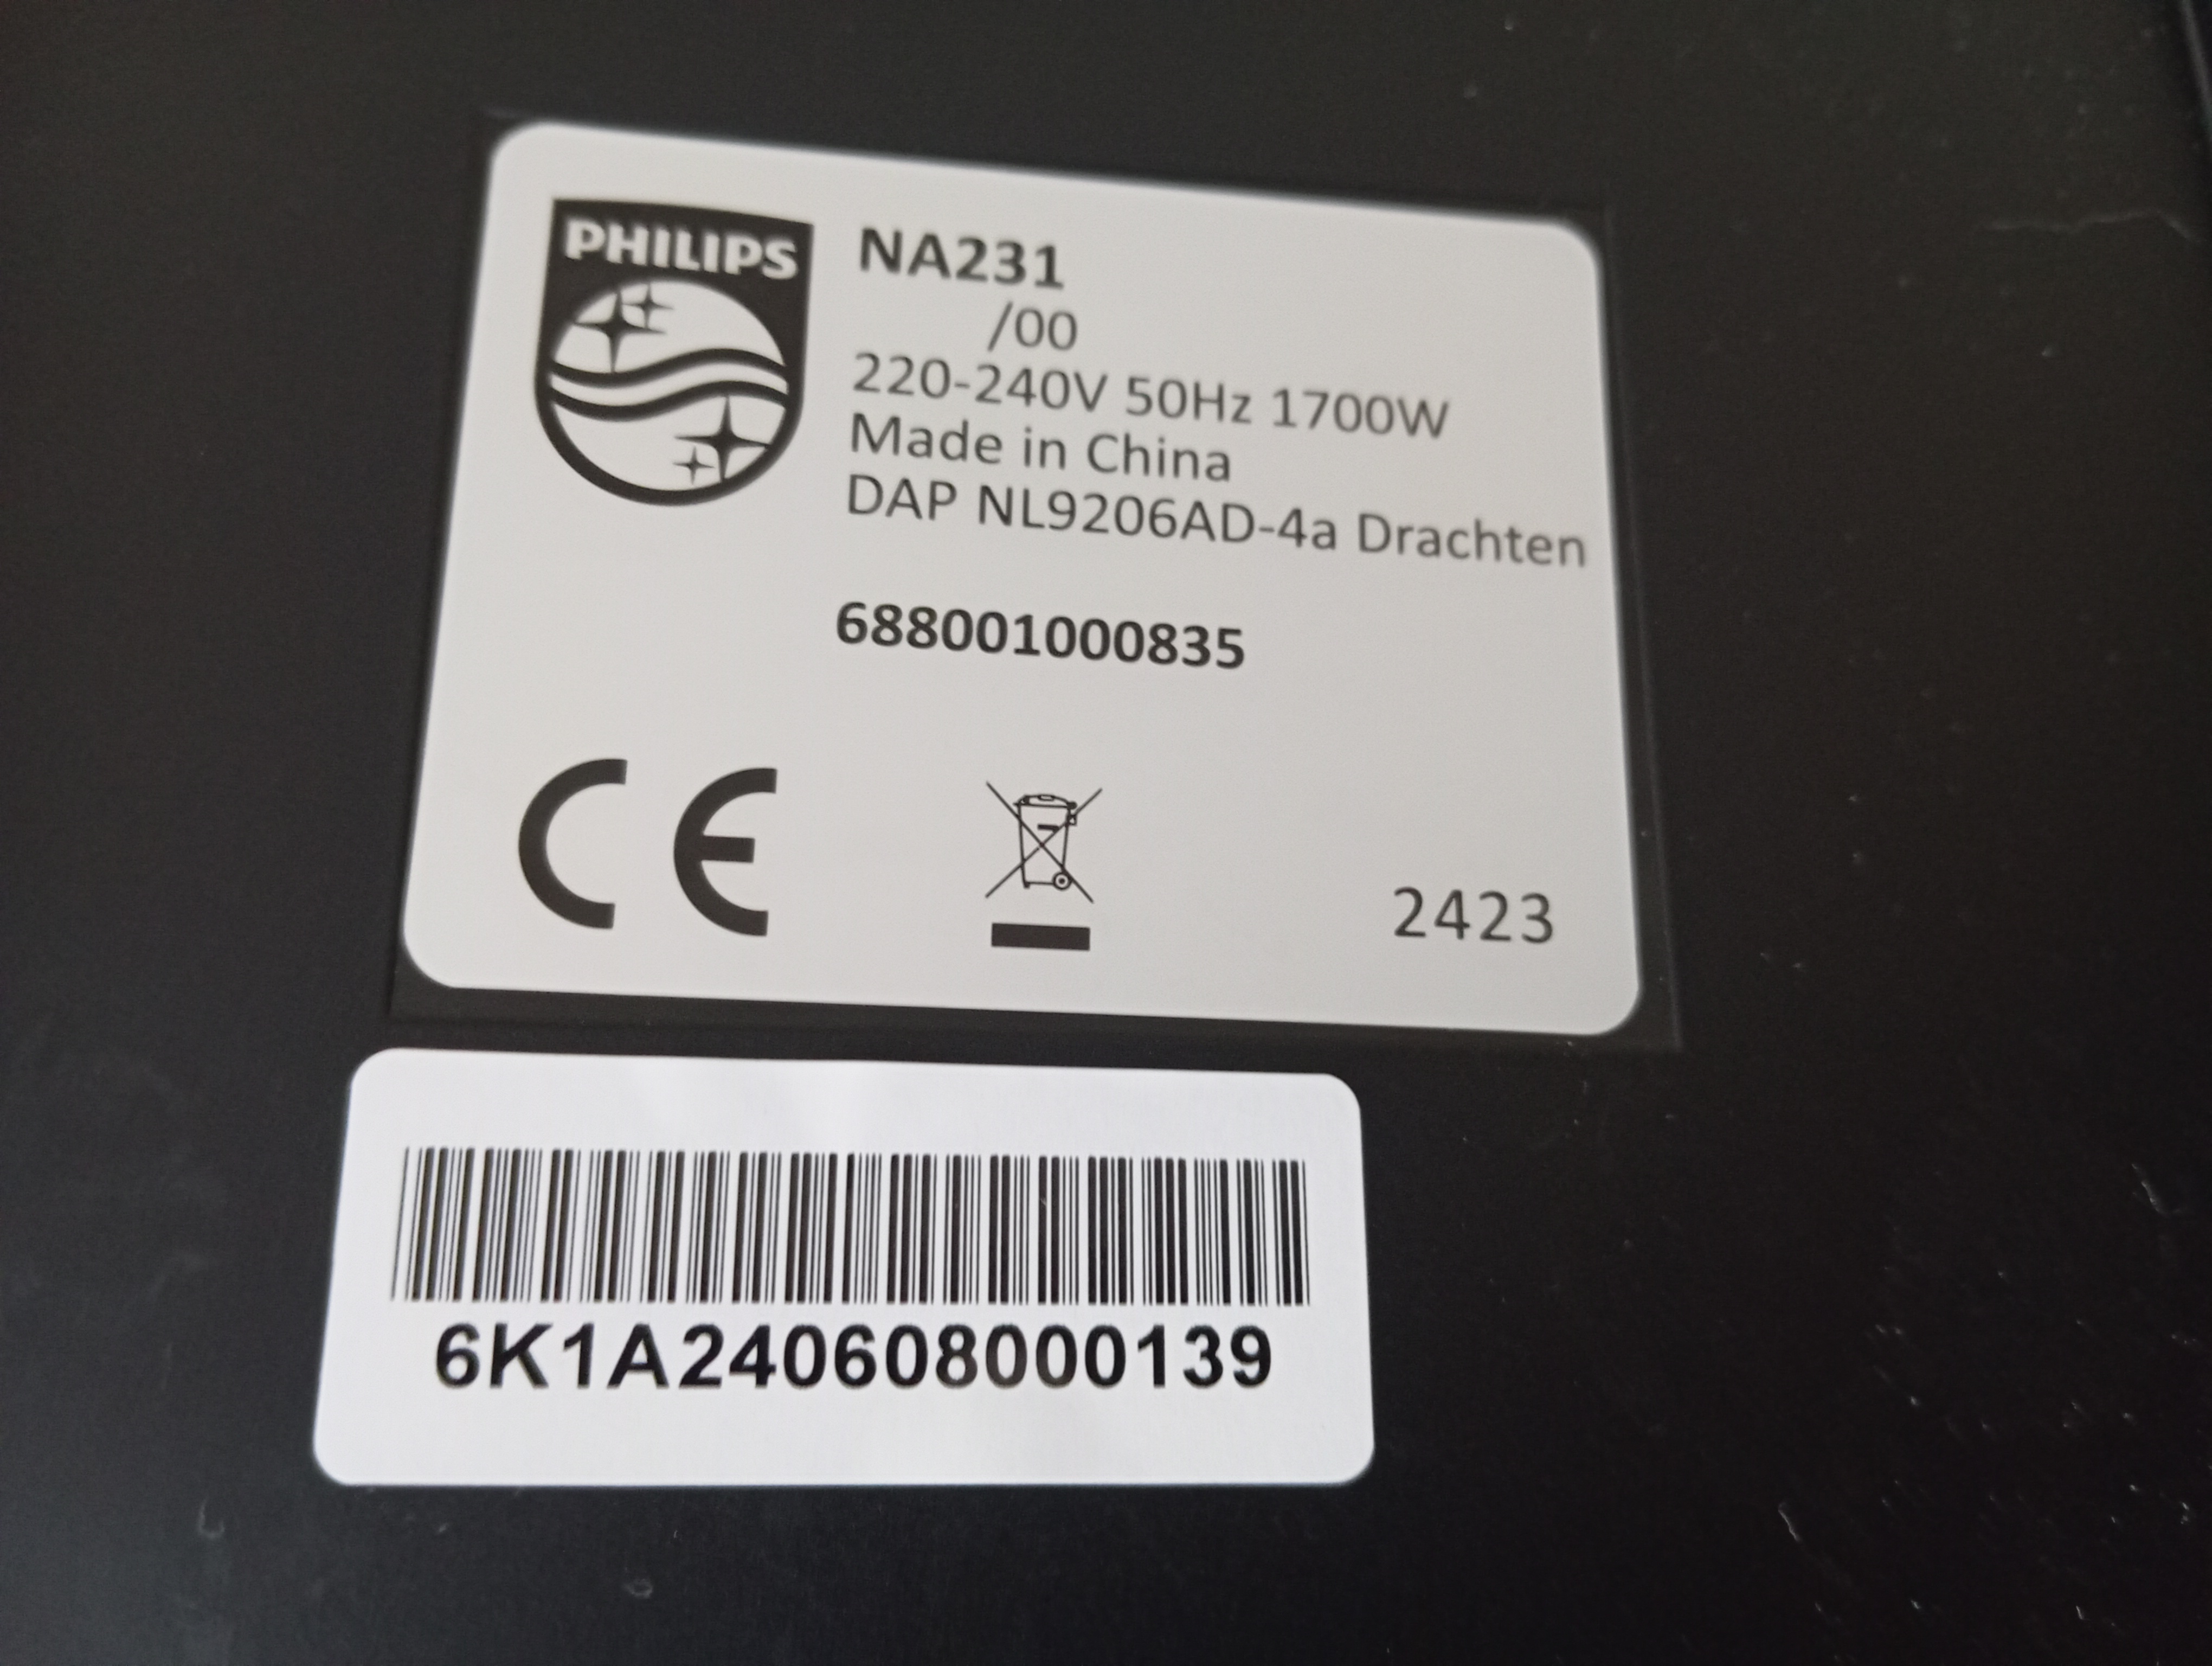 PHILIPS
NA231
/00
220-240V 50Hz 1700W
Made in China
DAP NL9206AD-4a Drachten
688001000835
CE
2423
6K1A240608000139